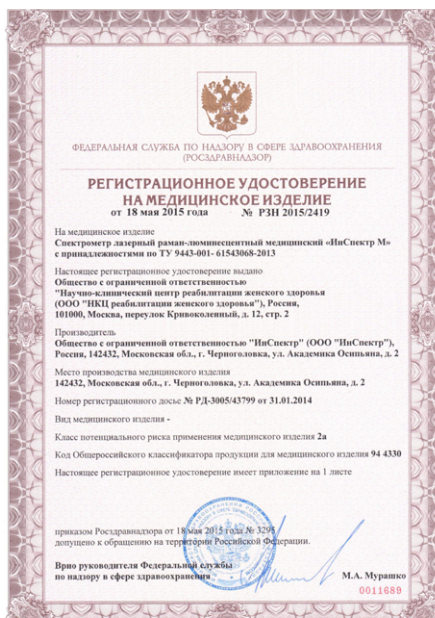 ФЕДЕРАЛЬНАЯ СЛУЖБА ПО НАДЗОРУ В СФЕРЕ ЗДРАВООХРАНЕНИЯ
(РОСЗДРАВНАДЗОР)
РЕГИСТРАЦИОННОЕ УДОСТОВЕРЕНИЕ
НА МЕДИЦИНСКОЕ ИЗДЕЛИЕ
от 18 мая 2015 года № РЗН 2015/2419
На медицинское изделие
Спектрометр лазерный раман-люминесцентный медицинский «ИнСпектр М»
с принадлежностями по ТУ 9443-001- 61543068-2013
Настоящее регистрационное удостоверение выдано
Общество с ограниченной ответственностью
"Научно-клинический центр реабилитации женского здоровья
(ООО "НКЦ реабилитации женского здоровья"), Россия,
101000, Москва, переулок Кривоколенный, д. 12, стр. 2
Производитель
Общество с ограниченной ответственностью "ИнСпектр" (ООО "ИнСпектр"),
Россия, 142432, Московская обл., г. Черноголовка, ул. Академика Осипьяна, д. 2
Место производства медицинского изделия
142432, Московская обл., г. Черноголовка, ул. Академика Осипьяна, д. 2
Номер регистрационного досье № РД-3005/43799 от 31.01.2014
Вид медицинского изделия -
Класс потенциального риска применения медицинского изделия 2а
Код Общероссийского классификатора продукции для медицинского изделия 94 4330
Настоящее регистрационное удостоверение имеет приложение на 1 листе
приказом Росздравнадзора от 18 мая 2015 года № 3295
допущено к обращению на территории Российской Федерации.
Врио руководителя Федеральной службы
по надзору в сфере здравоохранения М.А. Мурашко
0011689